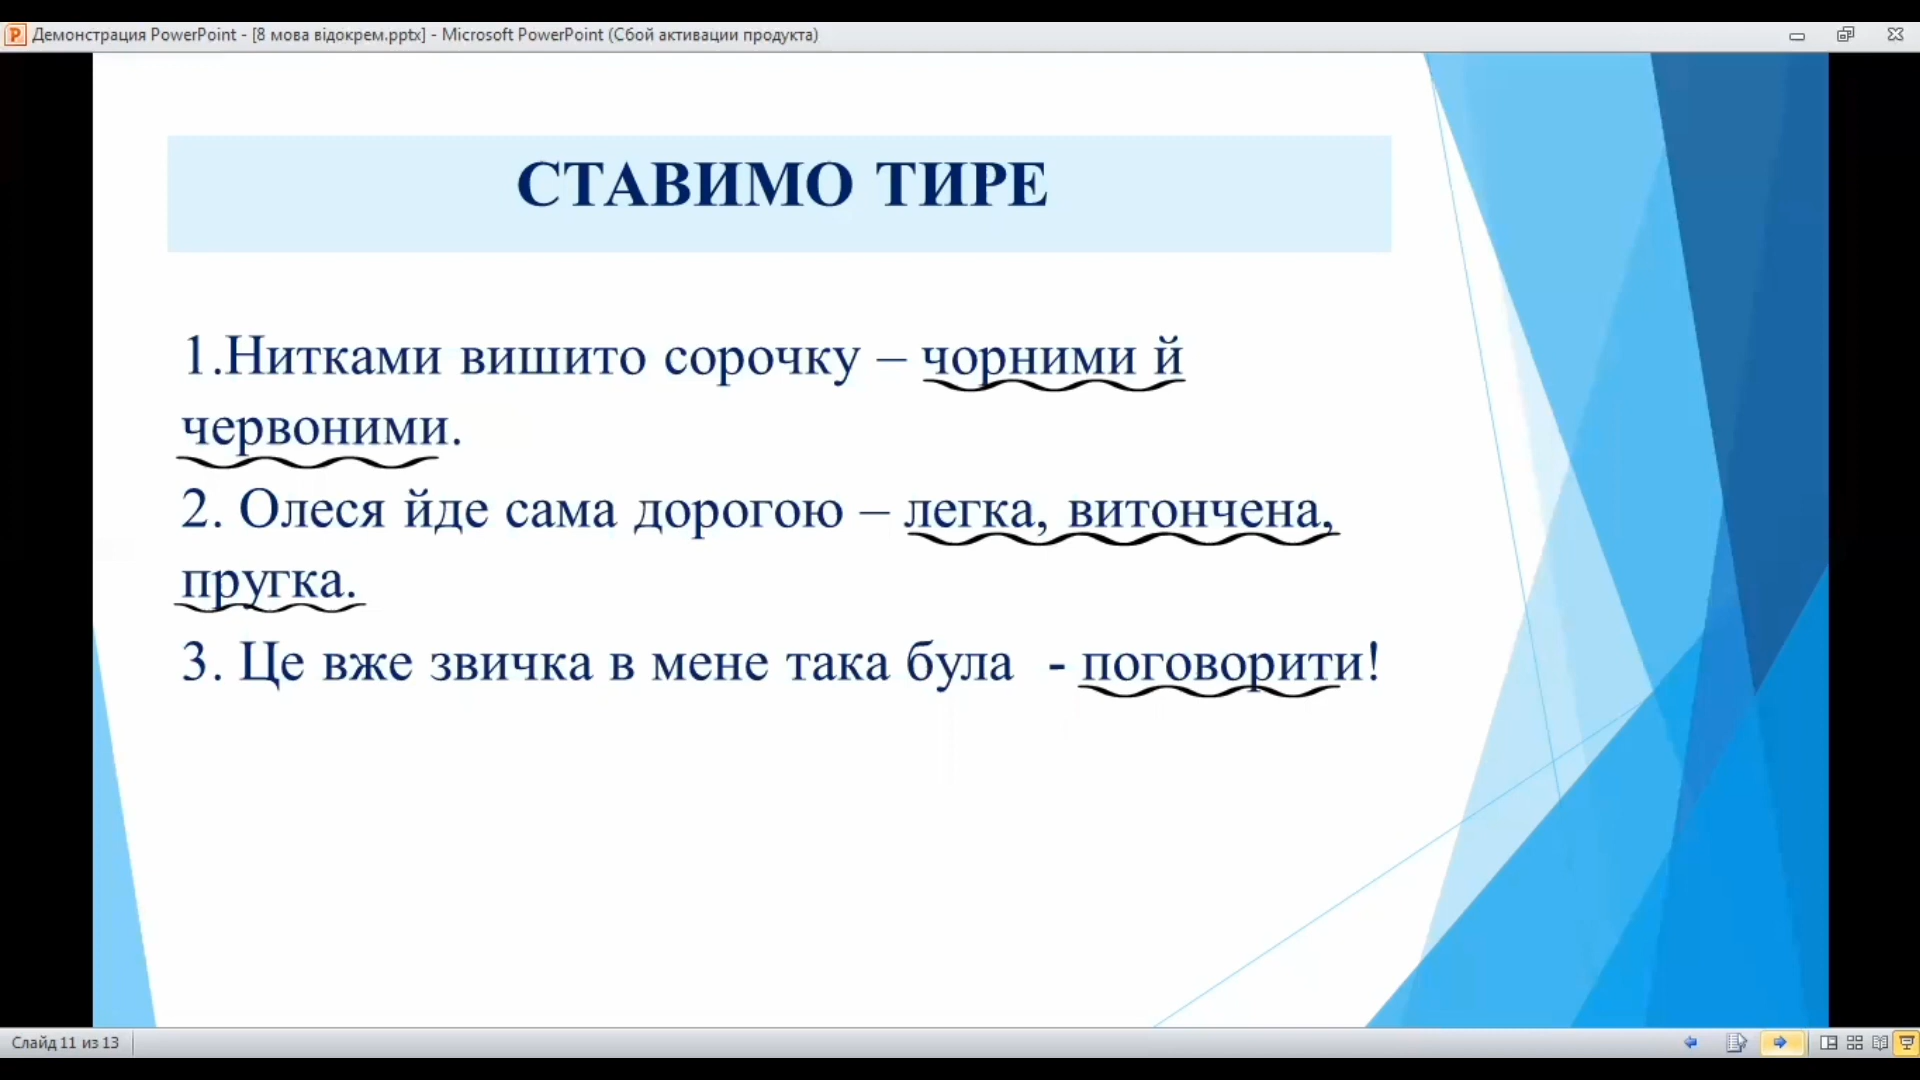 Демонстрация PowerPoint - [8 мова відокрем.pptx] - Microsoft PowerPoint (Сбой активации продукта)
СТАВИМО ТИРЕ
1.Нитками вишито сорочку – чорними й
червоними.
2. Олеся йде сама дорогою – легка, витончена,
пругка.
3. Це вже звичка в мене така була - поговорити!
Слайд 11 из 13